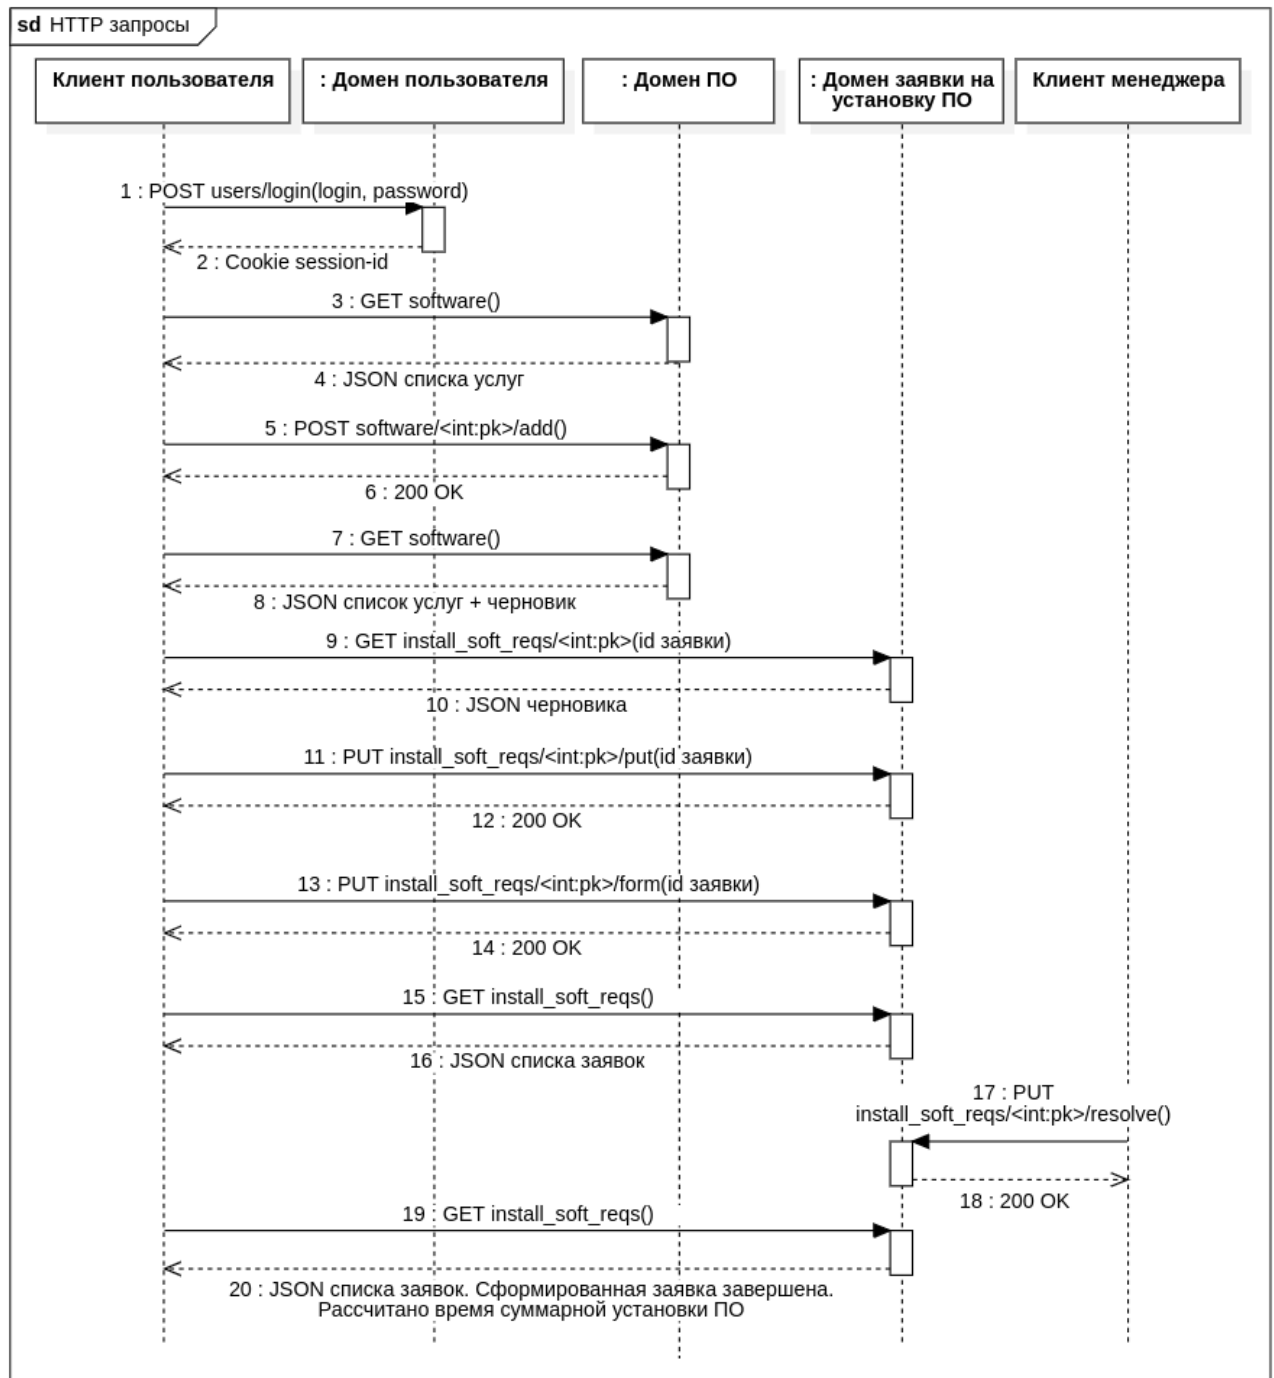 sd HTTP запросы
Клиент пользователя
: Домен пользователя
: Домен ПО
: Домен заявки на
установку ПО
Клиент менеджера
1 : POST users/login(login, password)
2 : Cookie session-id
3 : GET software()
4 : JSON списка услуг
5 : POST software/<int:pk>/add()
6 : 200 OK
7 : GET software()
8 : JSON список услуг + черновик
9 : GET install_soft_reqs/<int:pk>(id заявки)
10 : JSON черновика
11 : PUT install_soft_reqs/<int:pk>/put(id заявки)
12 : 200 OK
13 : PUT install_soft_reqs/<int:pk>/form(id заявки)
14 : 200 OK
15 : GET install_soft_reqs()
16 : JSON списка заявок
17 : PUT
install_soft_reqs/<int:pk>/resolve()
18 : 200 OK
19 : GET install_soft_reqs()
20 : JSON списка заявок. Сформированная заявка завершена.
Рассчитано время суммарной установки ПО